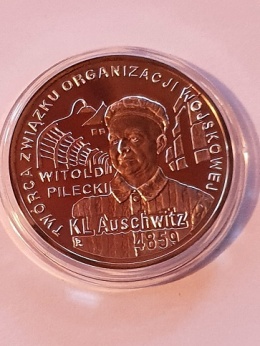 TWÓRCA ZWIĄZKU ORGANIZACJI WOJSKOWEJ
WITOLD
PILECKI
KL Auschwitz
4859